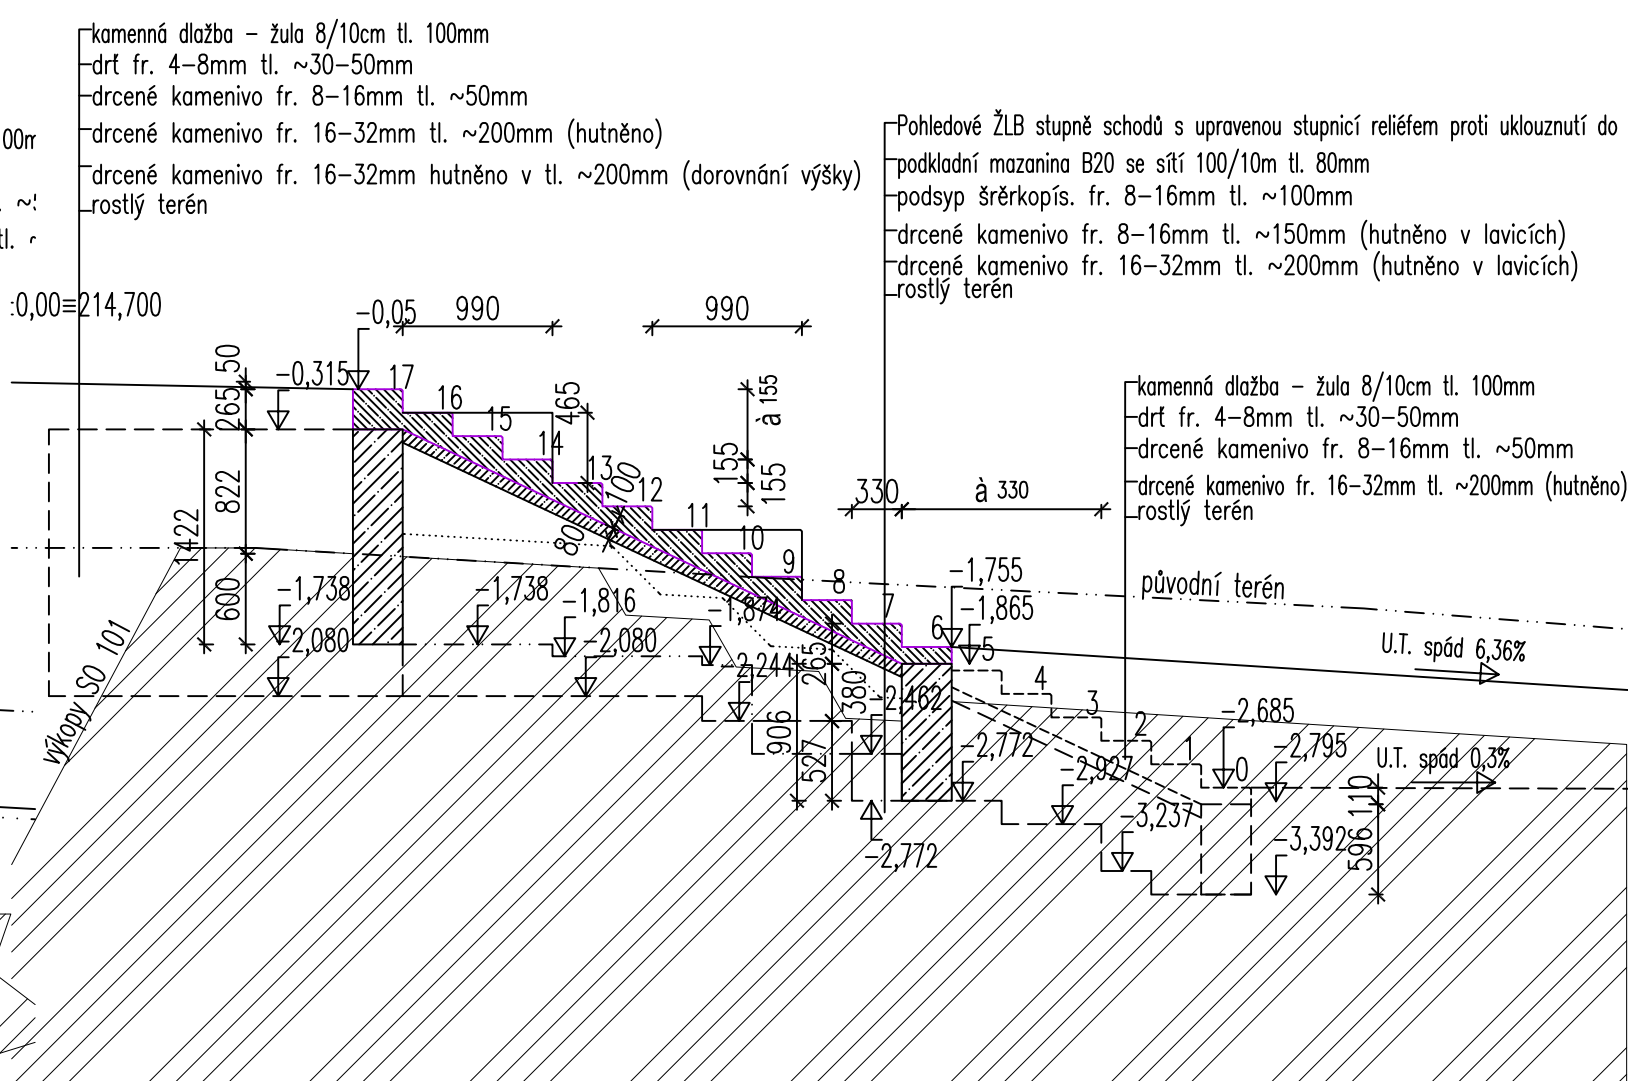 kamenná dlažba – žula 8/10cm tl. 100mm
drť fr. 4–8mm tl. ~30–50mm
drcené kamenivo fr. 8–16mm tl. ~50mm
drcené kamenivo fr. 16–32mm tl. ~200mm (hutněno)
drcené kamenivo fr. 16–32mm hutněno v tl. ~200mm (dorovnání výšky)
rostlý terén
Pohledové ŽLB stupně schodů s upravenou stupnicí reliéfem proti uklouznutí do
podkladní mazanina B20 se sítí 100/10m tl. 80mm
podsyp šrěrkopís. fr. 8–16mm tl. ~100mm
drcené kamenivo fr. 8–16mm tl. ~150mm (hutněno v lavicích)
drcené kamenivo fr. 16–32mm tl. ~200mm (hutněno v lavicích)
rostlý terén
kamenná dlažba – žula 8/10cm tl. 100mm
drť fr. 4–8mm tl. ~30–50mm
drcené kamenivo fr. 8–16mm tl. ~50mm
drcené kamenivo fr. 16–32mm tl. ~200mm (hutněno)
rostlý terén
00m
tl. ~
:0,00≡214,700
-0,05
990
990
-0,315
50
265
822
600
1422
17
16
15
14
13
12
11
10
9
8
7
6
5
4
3
2
1
0
465
100
80
155
155
à 155
330
à 330
-1,738
-2,080
-1,738
-1,816
-2,080
-1,874
-2,244
-2,462
-1,755
-1,865
265
380
527
906
-2,772
-2,772
-2,927
-3,237
-2,685
-2,795
-3,392
110
596
původní terén
U.T. spád 6,36%
U.T. spád 0,3%
výkopy SO 101